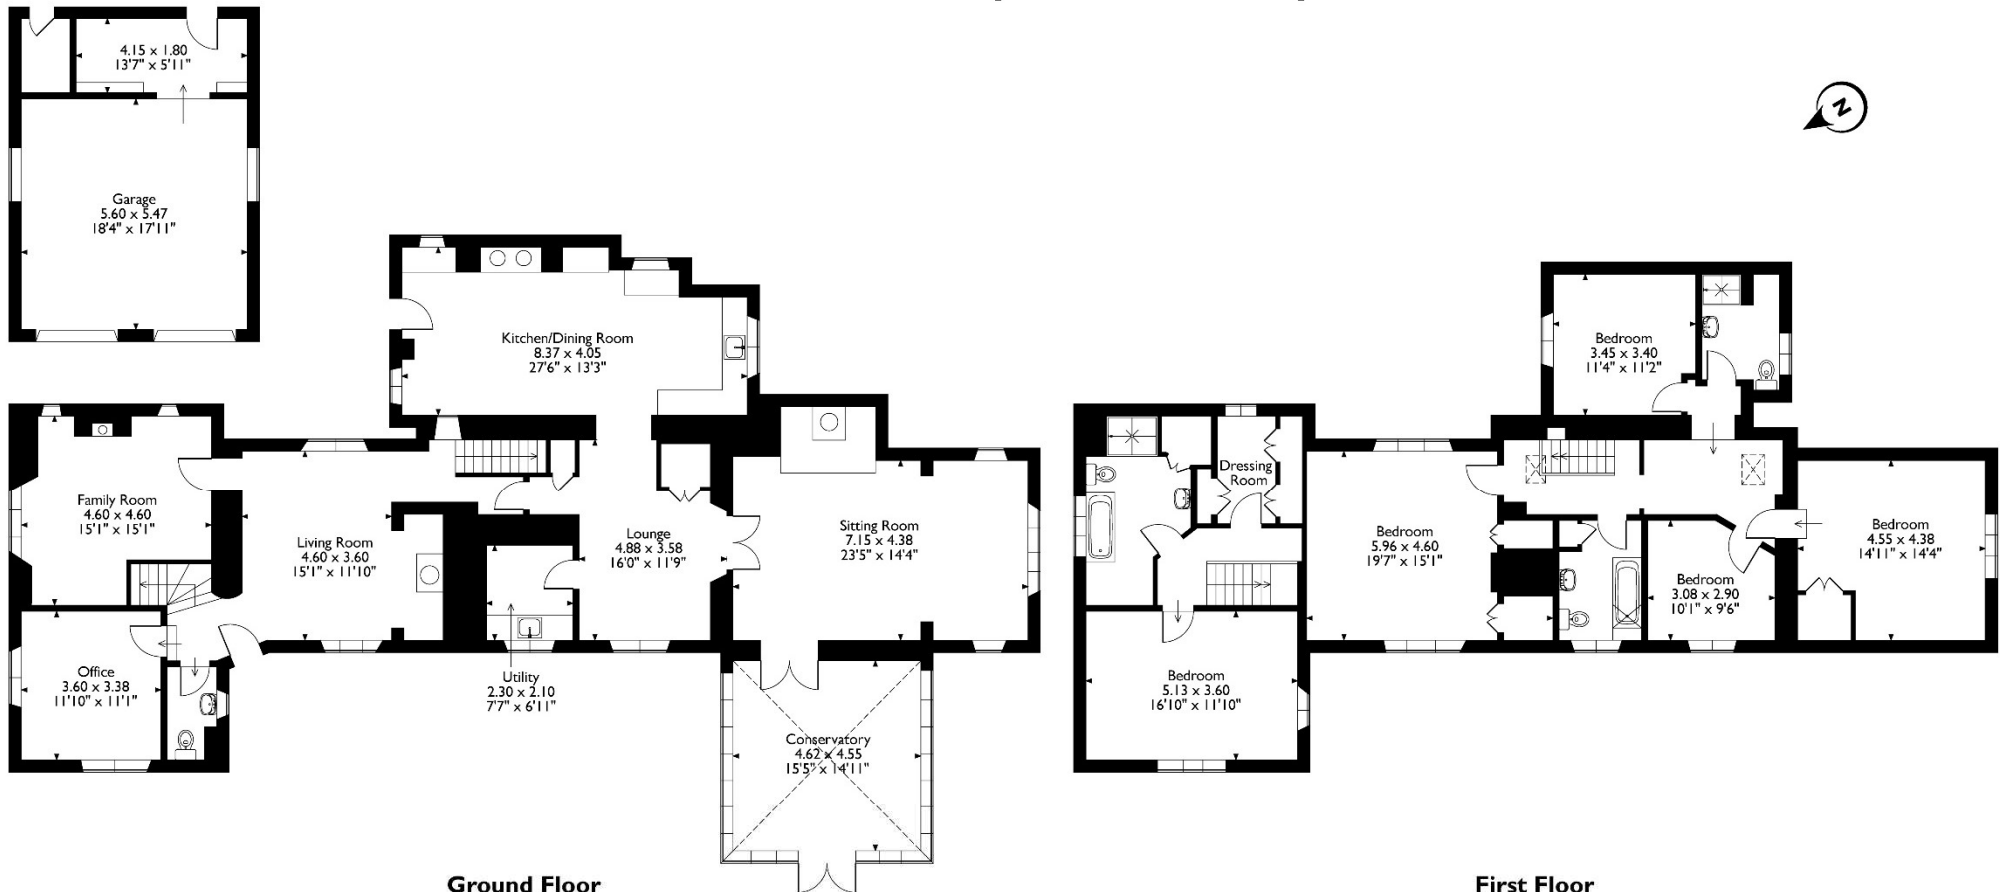 4.15 x 1.80
13'7" x 5'11"
Garage
5.60 x 5.47
18'4" x 17'11"
N
Kitchen/Dining Room
8.37 x 4.05
27'6" x 13'3"
Family Room
4.60 x 4.60
15'1" x 15'1"
Living Room
4.60 x 3.60
15'1" x 11'10"
Lounge
4.88 x 3.58
16'0" x 11'9"
Sitting Room
7.15 x 4.38
23'5" x 14'4"
Office
3.60 x 3.38
11'10" x 11'1"
Utility
2.30 x 2.10
7'7" x 6'11"
Conservatory
4.62 x 4.55
15'5" x 14'11"
Ground Floor
Bedroom
3.45 x 3.40
11'4" x 11'2"
Dressing
Room
Bedroom
5.96 x 4.60
19'7" x 15'1"
Bedroom
4.55 x 4.38
14'11" x 14'4"
Bedroom
3.08 x 2.90
10'1" x 9'6"
Bedroom
5.13 x 3.60
16'10" x 11'10"
First Floor